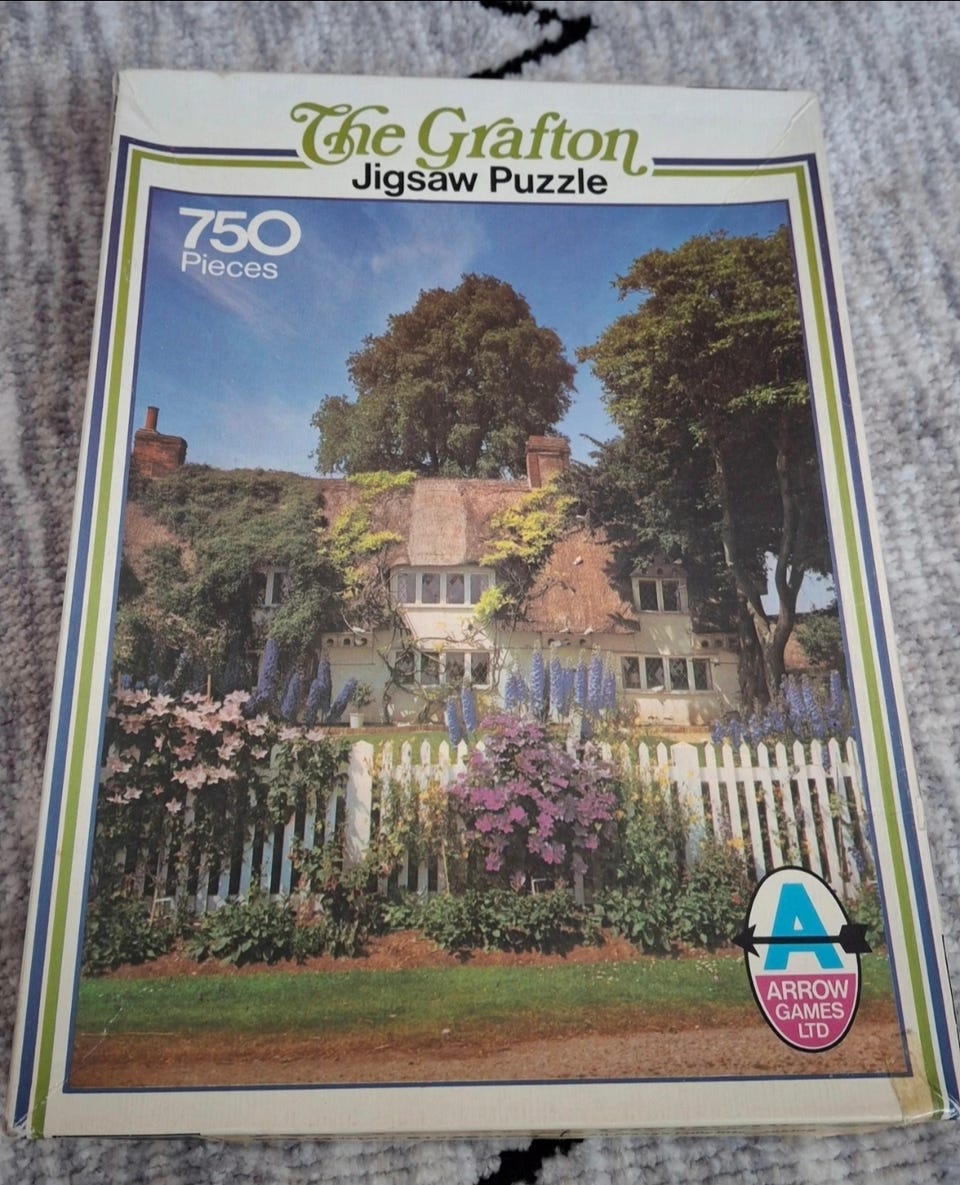 The Grafton
Jigsaw Puzzle
750
Pieces
A
ARROW
GAMES
LTD